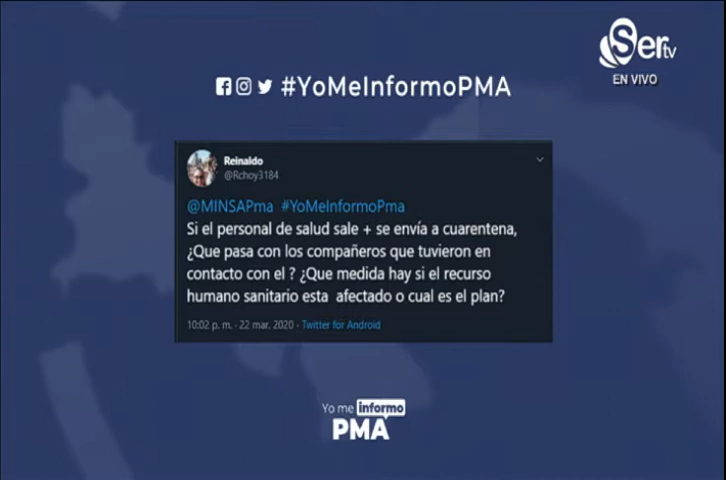 Ser tv
EN VIVO
#YoMeInformoPMA
Reinaldo
@Rchoy3184
@MINSAPma #YoMeInformoPma
Si el personal de salud sale + se envía a cuarentena,
¿Que pasa con los compañeros que tuvieron en
contacto con el ? ¿Que medida hay si el recurso
humano sanitario esta afectado o cual es el plan?
10:02 p. m. · 22 mar. 2020 · Twitter for Android
Yo me informo
PMA